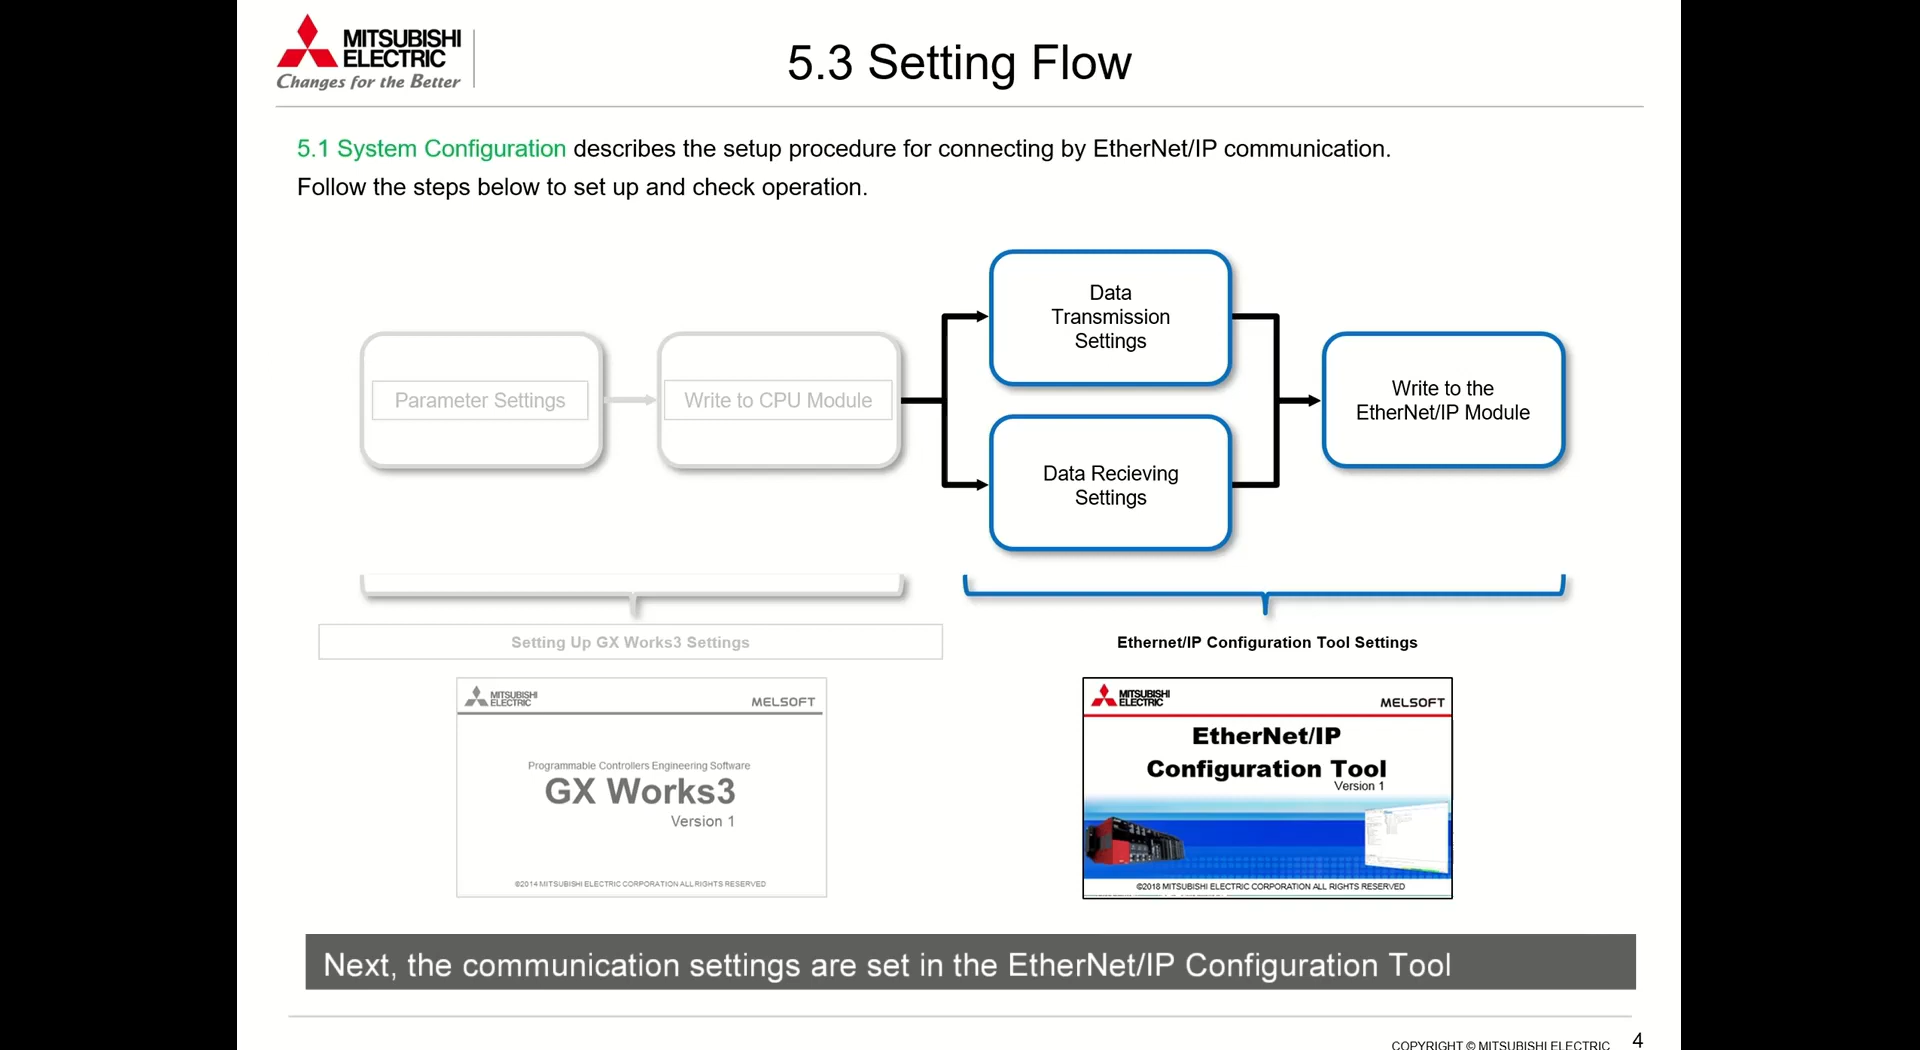 MITSUBISHI
ELECTRIC
Changes for the Better
5.3 Setting Flow
5.1 System Configuration describes the setup procedure for connecting by EtherNet/IP communication.
Follow the steps below to set up and check operation.
Parameter Settings
Write to CPU Module
Data
Transmission
Settings
Data Recieving
Settings
Write to the
EtherNet/IP Module
Setting Up GX Works3 Settings
Ethernet/IP Configuration Tool Settings
MITSUBISHI
ELECTRIC
MELSOFT
Programmable Controllers Engineering Software
GX Works3
Version 1
©2014 MITSUBISHI ELECTRIC CORPORATION ALL RIGHTS RESERVED
MITSUBISHI
ELECTRIC
MELSOFT
EtherNet/IP
Configuration Tool
Version 1
©2018 MITSUBISHI ELECTRIC CORPORATION ALL RIGHTS RESERVED
Next, the communication settings are set in the EtherNet/IP Configuration Tool
COPYRIGHT © MITSUBISHI ELECTRIC
4